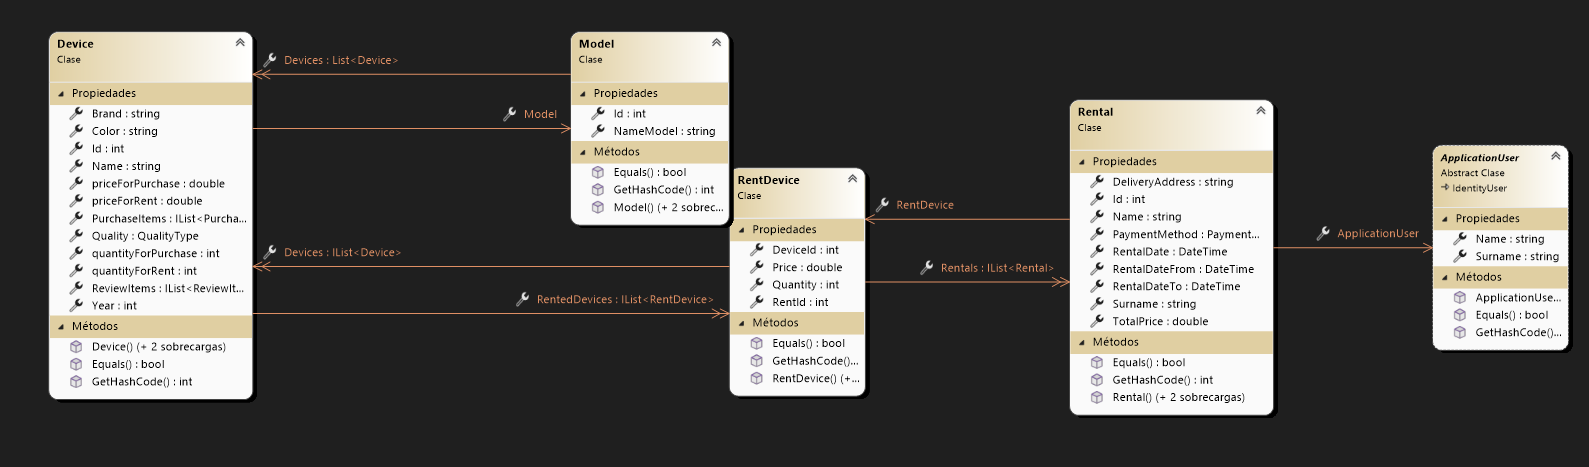 Device
Clase
Propiedades
Brand : string
Color : string
Id : int
Name : string
priceForPurchase : double
priceForRent : double
PurchaseItems : IList<Purcha...
Quality : QualityType
quantityForPurchase : int
quantityForRent : int
ReviewItems : IList<ReviewIt...
Year : int
Métodos
Device() (+ 2 sobrecargas)
Equals() : bool
GetHashCode() : int
Devices : List<Device>
Model
Devices : IList<Device>
RentedDevices : IList<RentDevice>
Model
Clase
Propiedades
Id : int
NameModel : string
Métodos
Equals() : bool
GetHashCode() : int
Model() (+ 2 sobrec...
RentDevice
Clase
Propiedades
DeviceId : int
Price : double
Quantity : int
RentId : int
Métodos
Equals() : bool
GetHashCode()...
RentDevice() (+...
RentDevice
Rentals : IList<Rental>
Rental
Clase
Propiedades
DeliveryAddress : string
Id : int
Name : string
PaymentMethod : Payment...
RentalDate : DateTime
RentalDateFrom : DateTime
RentalDateTo : DateTime
Surname : string
TotalPrice : double
Métodos
Equals() : bool
GetHashCode() : int
Rental() (+ 2 sobrecargas)
ApplicationUser
ApplicationUser
Abstract Clase
IdentityUser
Propiedades
Name : string
Surname : string
Métodos
ApplicationUse...
Equals() : bool
GetHashCode()...